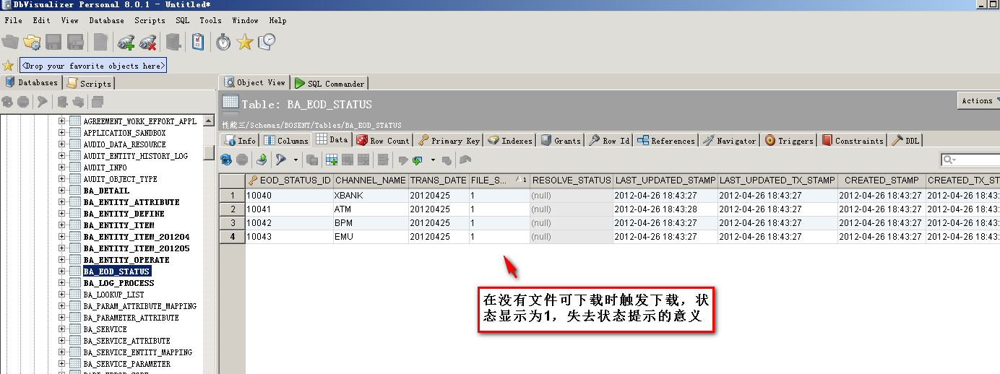 DbVisualizer Personal 8.0.1 - Untitled*
File Edit View Database Scripts SQL Tools Window Help
<Drop your favorite objects here>
Databases Scripts
Object View SQL Commander
Table: BA_EOD_STATUS
Actions
性能三/Schemas/BOSENT/Tables/BA_EOD_STATUS
Info Columns Data Row Count Primary Key Indexes Grants Row Id References Navigator Triggers Constraints DDL
AGREEMENT_WORK_EFFORT_APPL
APPLICATION_SANDBOX
AUDIO_DATA_RESOURCE
AUDIT_ENTITY_HISTORY_LOG
AUDIT_INFO
AUDIT_OBJECT_TYPE
BA_DETAIL
BA_ENTITY_ATTRIBUTE
BA_ENTITY_DEFINE
BA_ENTITY_ITEM
BA_ENTITY_ITEM_201204
BA_ENTITY_ITEM_201205
BA_ENTITY_OPERATE
BA_EOD_STATUS
BA_LOG_PROCESS
BA_LOOKUP_LIST
BA_PARAM_ATTRIBUTE_MAPPING
BA_PARAMETER_ATTRIBUTE
BA_SERVICE
BA_SERVICE_ATTRIBUTE
BA_SERVICE_ENTITY_MAPPING
BA_SERVICE_PARAMETER
EOD_STATUS_ID CHANNEL_NAME TRANS_DATE FILE_S... 1 RESOLVE_STATUS LAST_UPDATED_STAMP LAST_UPDATED_TX_STAMP CREATED_STAMP CREATED_TX_ST
1 10040 XBANK 20120425 1 (null) 2012-04-26 18:43:27 2012-04-26 18:43:27 2012-04-26 18:43:27 2012-04-26 18:43:
2 10041 ATM 20120425 1 (null) 2012-04-26 18:43:28 2012-04-26 18:43:27 2012-04-26 18:43:27 2012-04-26 18:43:
3 10042 BPM 20120425 1 (null) 2012-04-26 18:43:27 2012-04-26 18:43:27 2012-04-26 18:43:27 2012-04-26 18:43:
4 10043 EMU 20120425 1 (null) 2012-04-26 18:43:27 2012-04-26 18:43:27 2012-04-26 18:43:27 2012-04-26 18:43:
在没有文件可下载时触发下载，状
态显示为1，失去状态提示的意义